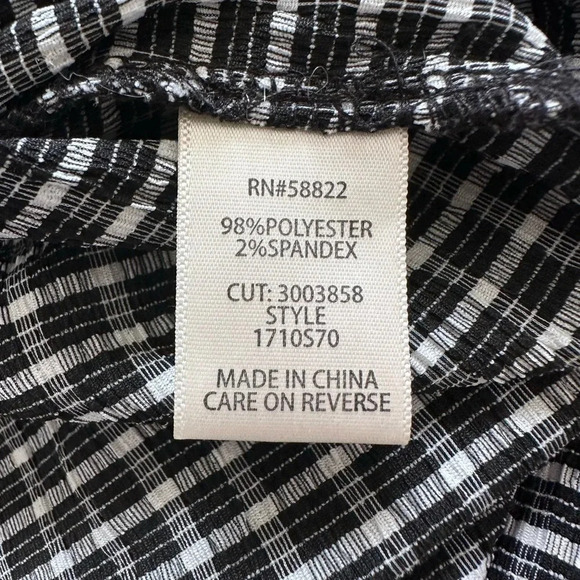 RN#58822
98%POLYESTER
2%SPANDEX
CUT: 3003858
STYLE
1710S70
MADE IN CHINA
CARE ON REVERSE